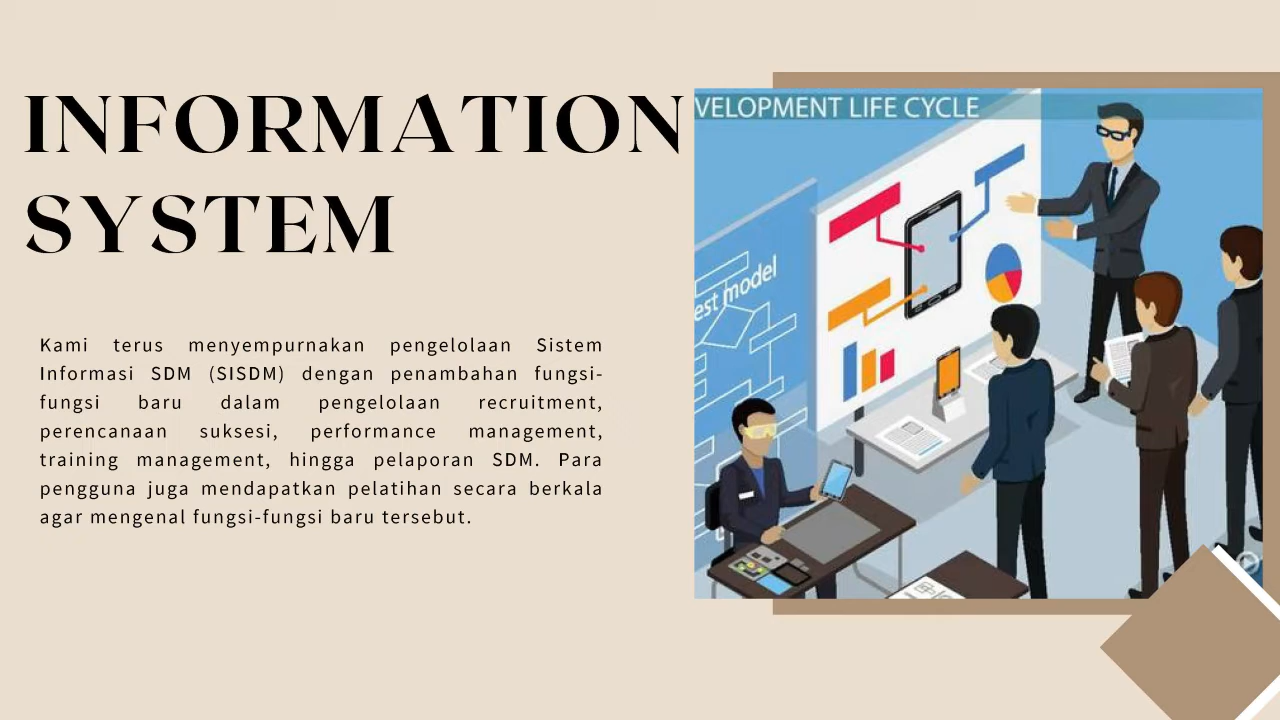 INFORMATION
SYSTEM
VELOPMENT LIFE CYCLE
est model
Kami terus menyempurnakan pengelolaan Sistem
Informasi SDM (SISDM) dengan penambahan fungsi-
fungsi baru dalam pengelolaan recruitment,
perencanaan suksesi, performance management,
training management, hingga pelaporan SDM. Para
pengguna juga mendapatkan pelatihan secara berkala
agar mengenal fungsi-fungsi baru tersebut.